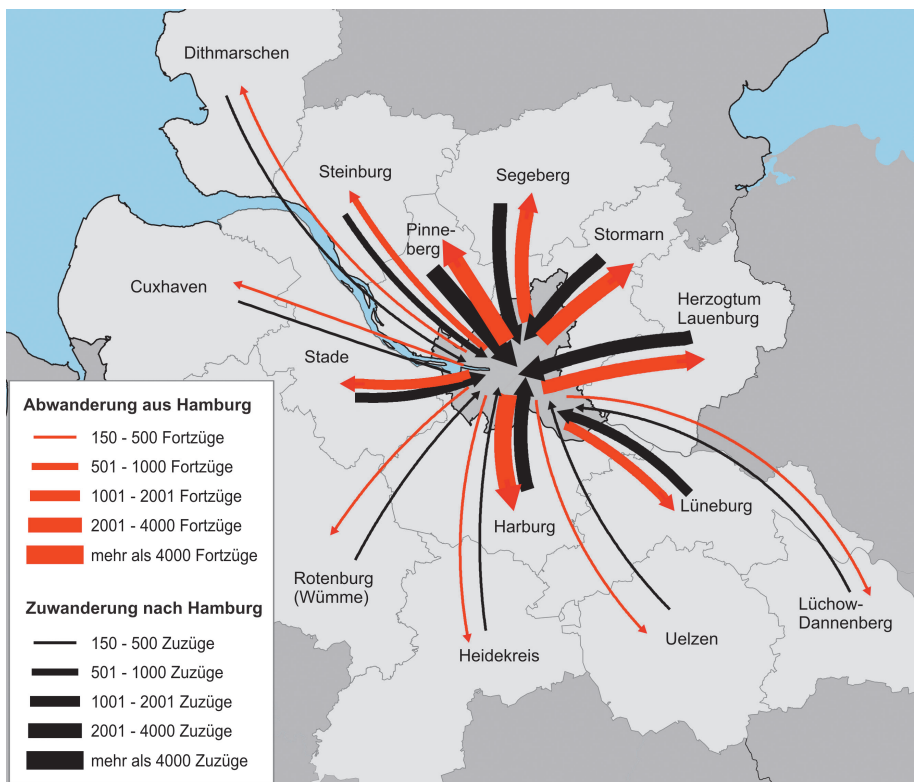 Dithmarschen
Steinburg
Segeberg
Pinne-
berg
Stormarn
Cuxhaven
Herzogtum
Lauenburg
Stade
Lüneburg
Harburg
Rotenburg
(Wümme)
Lüchow-
Dannenberg
Uelzen
Heidekreis
Abwanderung aus Hamburg
150 - 500 Fortzüge
501 - 1000 Fortzüge
1001 - 2001 Fortzüge
2001 - 4000 Fortzüge
mehr als 4000 Fortzüge
Zuwanderung nach Hamburg
150 - 500 Zuzüge
501 - 1000 Zuzüge
1001 - 2001 Zuzüge
2001 - 4000 Zuzüge
mehr als 4000 Zuzüge